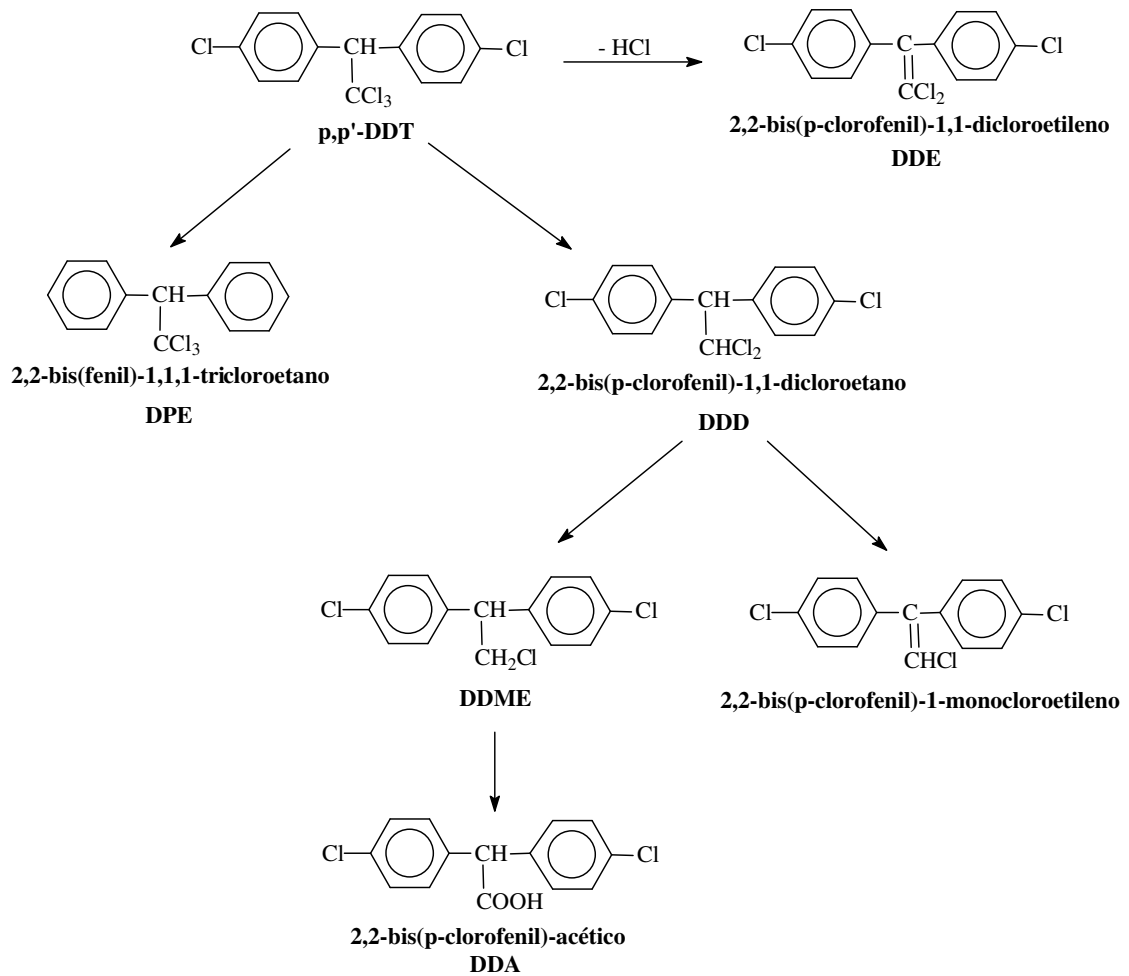 Cl CH Cl
CCl3
p,p'-DDT
- HCl
Cl C Cl
CCl2
2,2-bis(p-clorofenil)-1,1-dicloroetileno
DDE
CH
CCl3
2,2-bis(fenil)-1,1,1-tricloroetano
DPE
Cl CH Cl
CHCl2
2,2-bis(p-clorofenil)-1,1-dicloroetano
DDD
Cl CH Cl
CH2Cl
DDME
Cl C Cl
CHCl
2,2-bis(p-clorofenil)-1-monocloroetileno
Cl CH Cl
COOH
2,2-bis(p-clorofenil)-acético
DDA